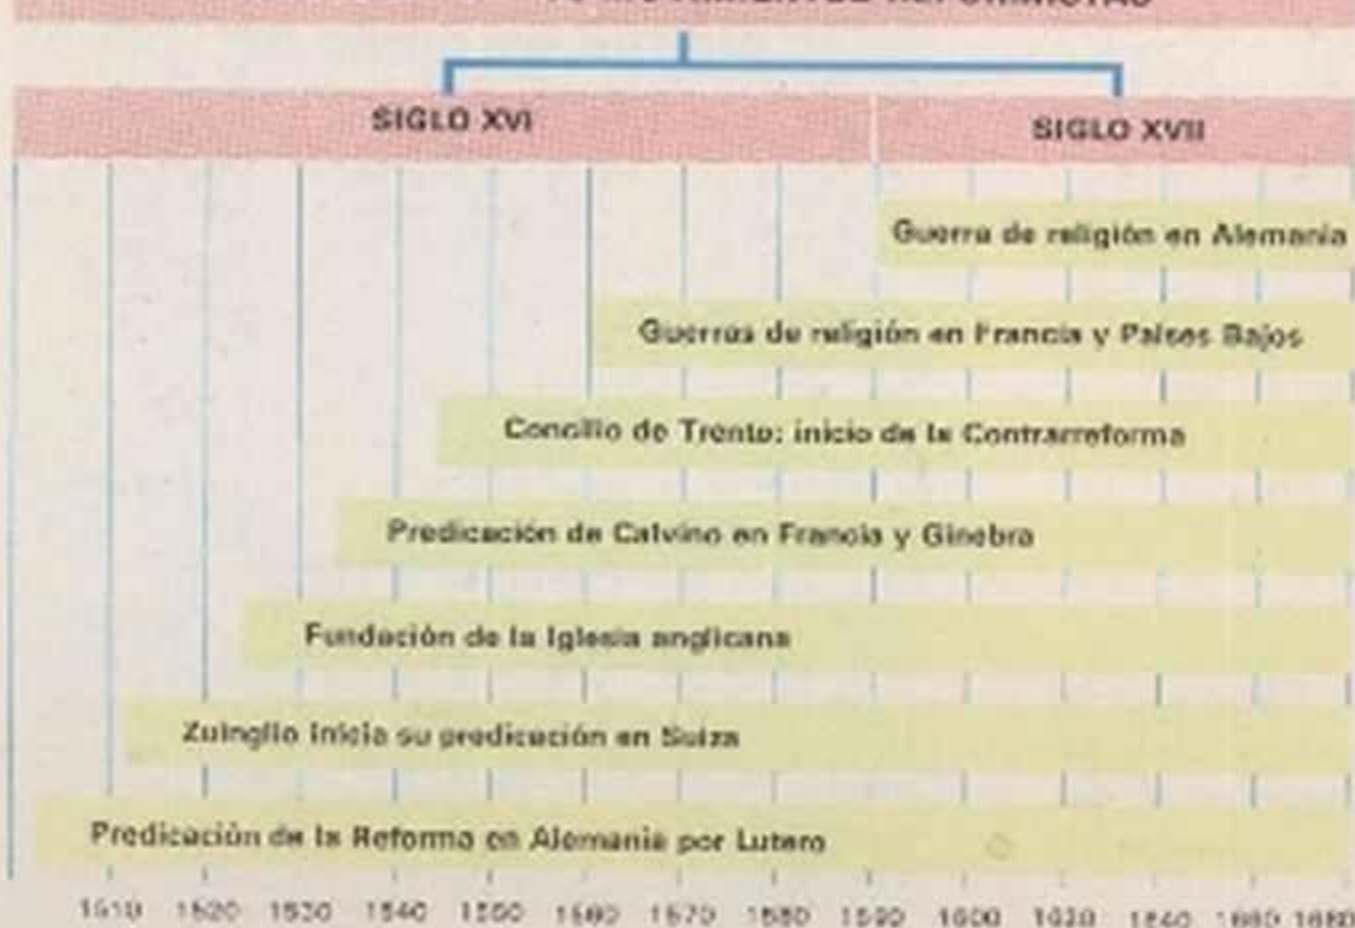 SIGLO XVI
SIGLO XVII
Guerra de religión en Alemania
Guerras de religión en Francia y Países Bajos
Concilio de Trento: inicio de la Contrarreforma
Predicación de Calvino en Francia y Ginebra
Fundación de la Iglesia anglicana
Zuinglio inicia su predicación en Suiza
Predicación de la Reforma en Alemania por Lutero
1510 1520 1530 1540 1550 1560 1570 1580 1590 1600 1620 1640 1660 1680